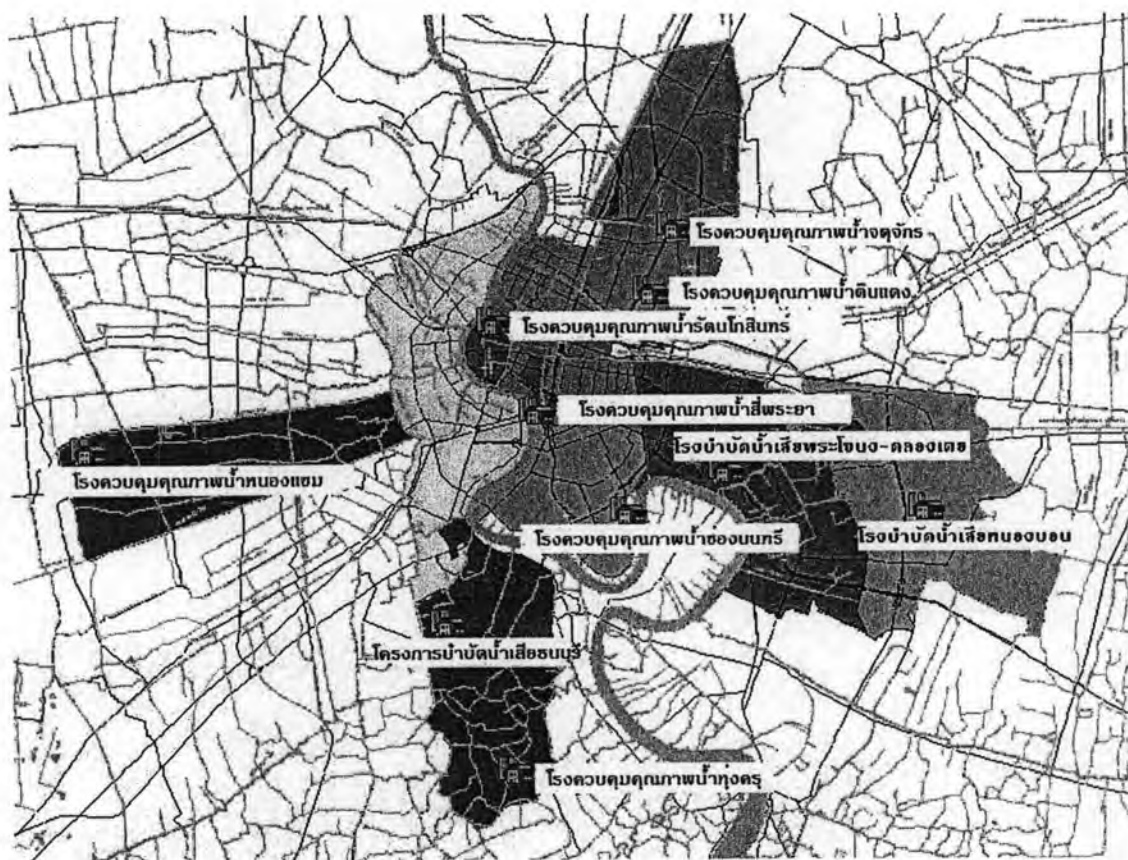 โรงควบคุมคุณภาพน้ำจตุจักร
โรงควบคุมคุณภาพน้ำดินแดง
โรงควบคุมคุณภาพน้ำรัตนโกสินทร์
โรงควบคุมคุณภาพน้ำสี่พระยา
โรงบำบัดน้ำเสียพระโขนง-คลองเตย
โรงควบคุมคุณภาพน้ำหนองแขม
โรงควบคุมคุณภาพน้ำช่องนนทรี
โรงบำบัดน้ำเสียหนองบอน
โครงการบำบัดน้ำเสียธนบุรี
โรงควบคุมคุณภาพน้ำทุ่งครุ